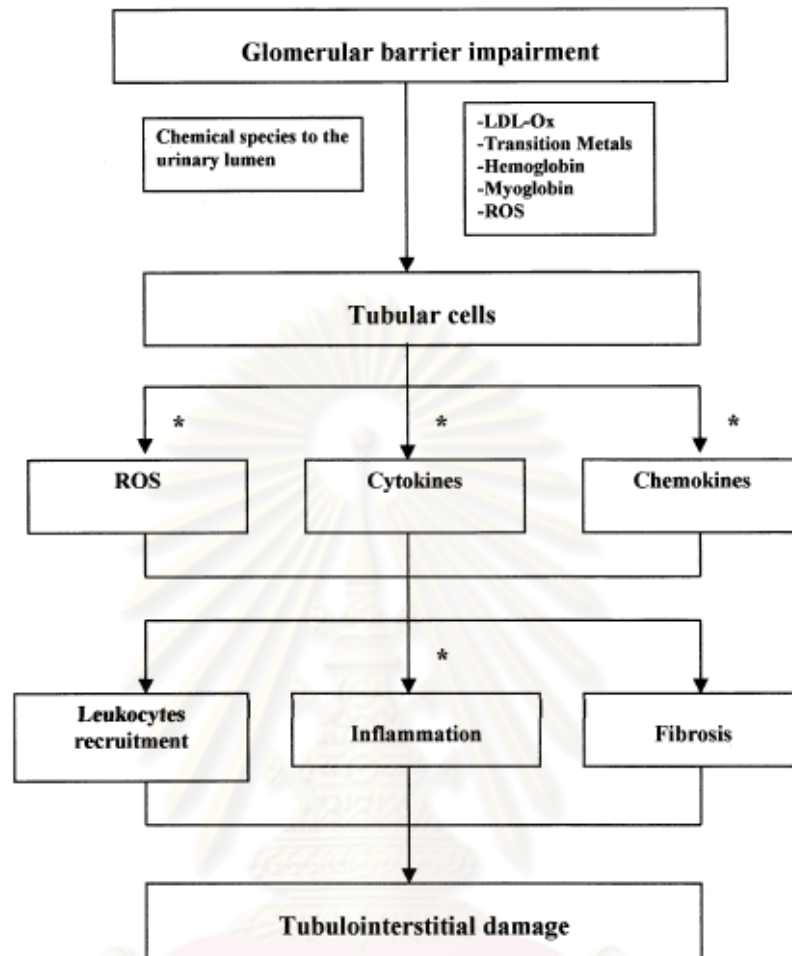 Glomerular barrier impairment
Chemical species to the
urinary lumen
-LDL-Ox
-Transition Metals
-Hemoglobin
-Myoglobin
-ROS
Tubular cells
*
*
*
ROS
Cytokines
Chemokines
*
Leukocytes
recruitment
Inflammation
Fibrosis
Tubulointerstitial damage